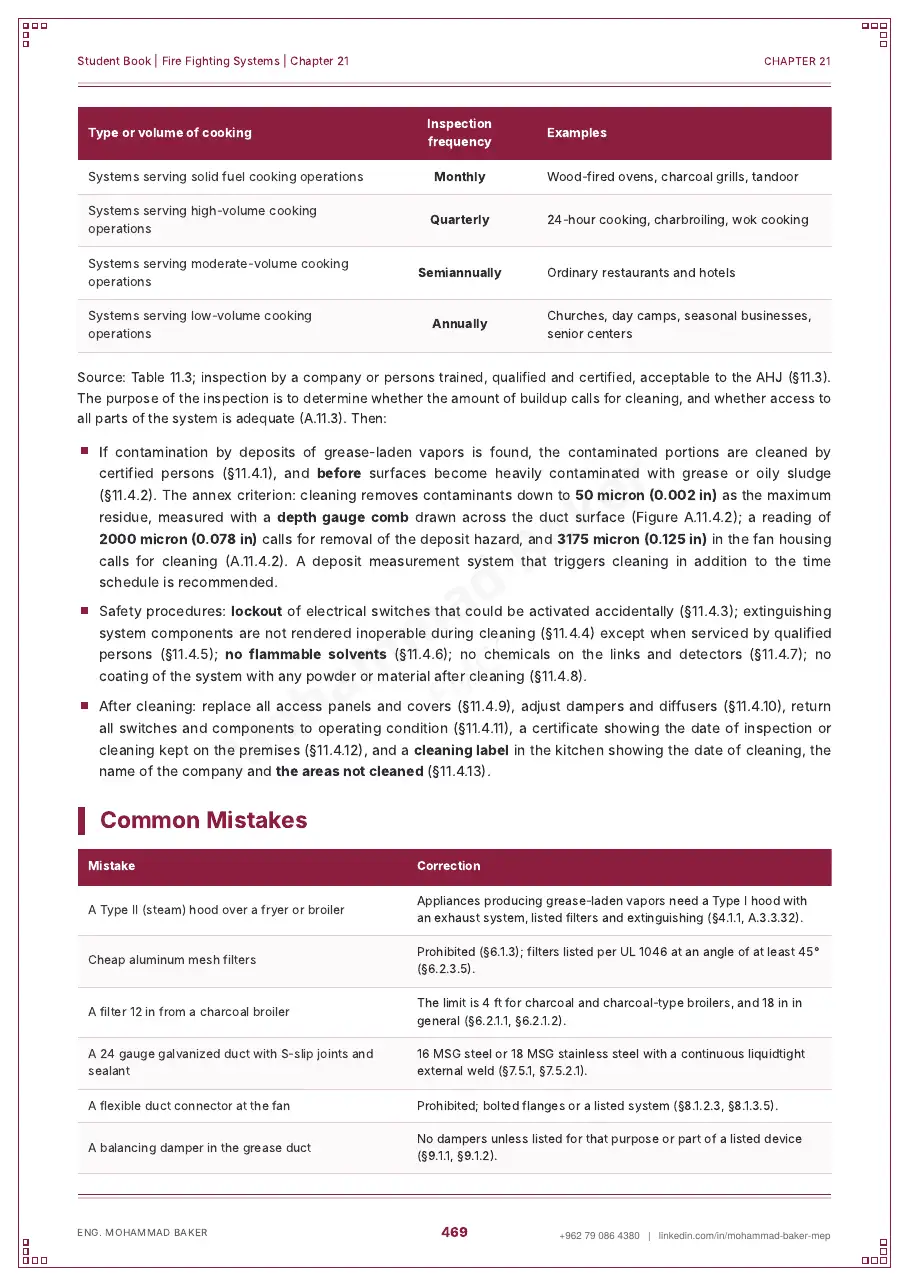 Student Book | Fire Fighting Systems | Chapter 21
CHAPTER 21
Type or volume of cooking
Inspection
frequency
Examples
Systems serving solid fuel cooking operations
Monthly
Wood-fired ovens, charcoal grills, tandoor
Systems serving high-volume cooking
operations
Quarterly
24-hour cooking, charbroiling, wok cooking
Systems serving moderate-volume cooking
operations
Semiannually
Ordinary restaurants and hotels
Systems serving low-volume cooking
operations
Annually
Churches, day camps, seasonal businesses,
senior centers
Source: Table 11.3; inspection by a company or persons trained, qualified and certified, acceptable to the AHJ (§11.3).
The purpose of the inspection is to determine whether the amount of buildup calls for cleaning, and whether access to
all parts of the system is adequate (A.11.3). Then:
If contamination by deposits of grease-laden vapors is found, the contaminated portions are cleaned by
certified persons (§11.4.1), and before surfaces become heavily contaminated with grease or oily sludge
(§11.4.2). The annex criterion: cleaning removes contaminants down to 50 micron (0.002 in) as the maximum
residue, measured with a depth gauge comb drawn across the duct surface (Figure A.11.4.2); a reading of
2000 micron (0.078 in) calls for removal of the deposit hazard, and 3175 micron (0.125 in) in the fan housing
calls for cleaning (A.11.4.2). A deposit measurement system that triggers cleaning in addition to the time
schedule is recommended.
Safety procedures: lockout of electrical switches that could be activated accidentally (§11.4.3); extinguishing
system components are not rendered inoperable during cleaning (§11.4.4) except when serviced by qualified
persons (§11.4.5); no flammable solvents (§11.4.6); no chemicals on the links and detectors (§11.4.7); no
coating of the system with any powder or material after cleaning (§11.4.8).
After cleaning: replace all access panels and covers (§11.4.9), adjust dampers and diffusers (§11.4.10), return
all switches and components to operating condition (§11.4.11), a certificate showing the date of inspection or
cleaning kept on the premises (§11.4.12), and a cleaning label in the kitchen showing the date of cleaning, the
name of the company and the areas not cleaned (§11.4.13).
Common Mistakes
Mistake
Correction
A Type II (steam) hood over a fryer or broiler
Appliances producing grease-laden vapors need a Type I hood with
an exhaust system, listed filters and extinguishing (§4.1.1, A.3.3.32).
Cheap aluminum mesh filters
Prohibited (§6.1.3); filters listed per UL 1046 at an angle of at least 45°
(§6.2.3.5).
A filter 12 in from a charcoal broiler
The limit is 4 ft for charcoal and charcoal-type broilers, and 18 in in
general (§6.2.1.1, §6.2.1.2).
A 24 gauge galvanized duct with S-slip joints and
sealant
16 MSG steel or 18 MSG stainless steel with a continuous liquidtight
external weld (§7.5.1, §7.5.2.1).
A flexible duct connector at the fan
Prohibited; bolted flanges or a listed system (§8.1.2.3, §8.1.3.5).
A balancing damper in the grease duct
No dampers unless listed for that purpose or part of a listed device
(§9.1.1, §9.1.2).
ENG. MOHAMMAD BAKER
469
+962 79 086 4380 | linkedin.com/in/mohammad-baker-mep